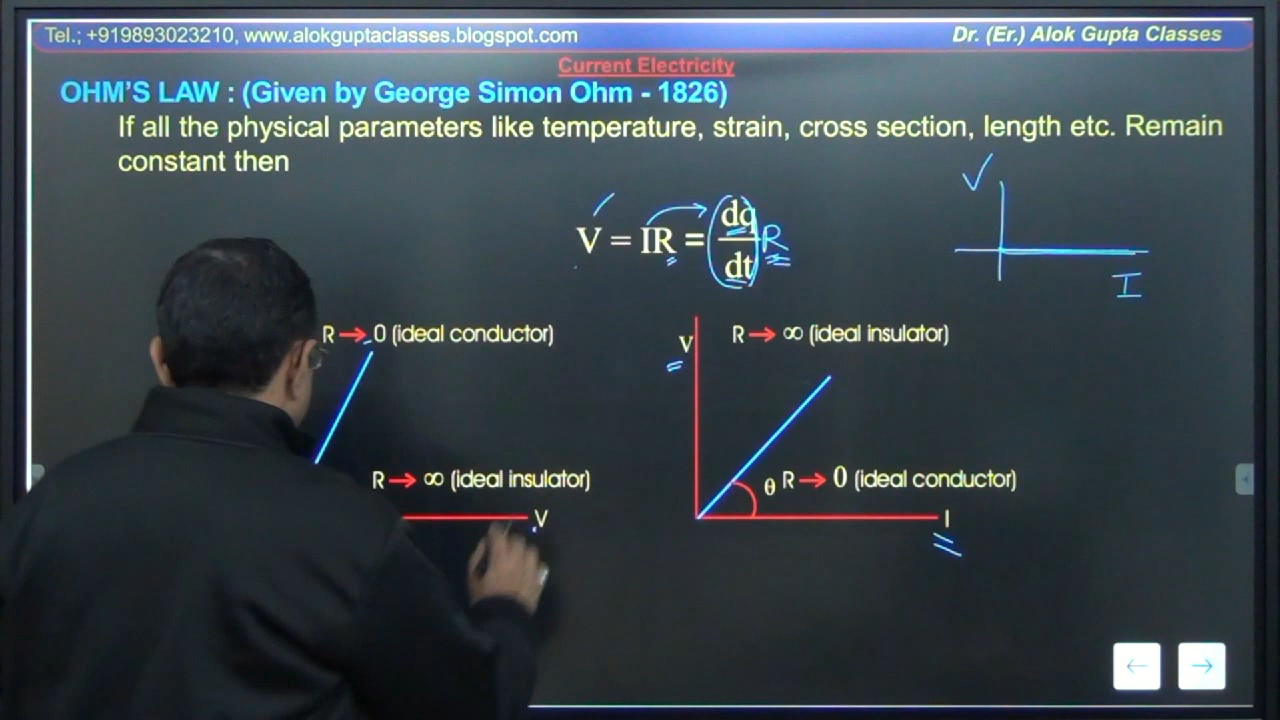 Tel.; +919893023210, www.alokguptaclasses.blogspot.com Dr. (Er.) Alok Gupta Classes
Current Electricity
OHM'S LAW : (Given by George Simon Ohm - 1826)
If all the physical parameters like temperature, strain, cross section, length etc. Remain
constant then
V = IR = dq/dt R
V
I
R → 0 (ideal conductor)
R → ∞ (ideal insulator)
V
V
R → ∞ (ideal insulator)
θ R → 0 (ideal conductor)
I